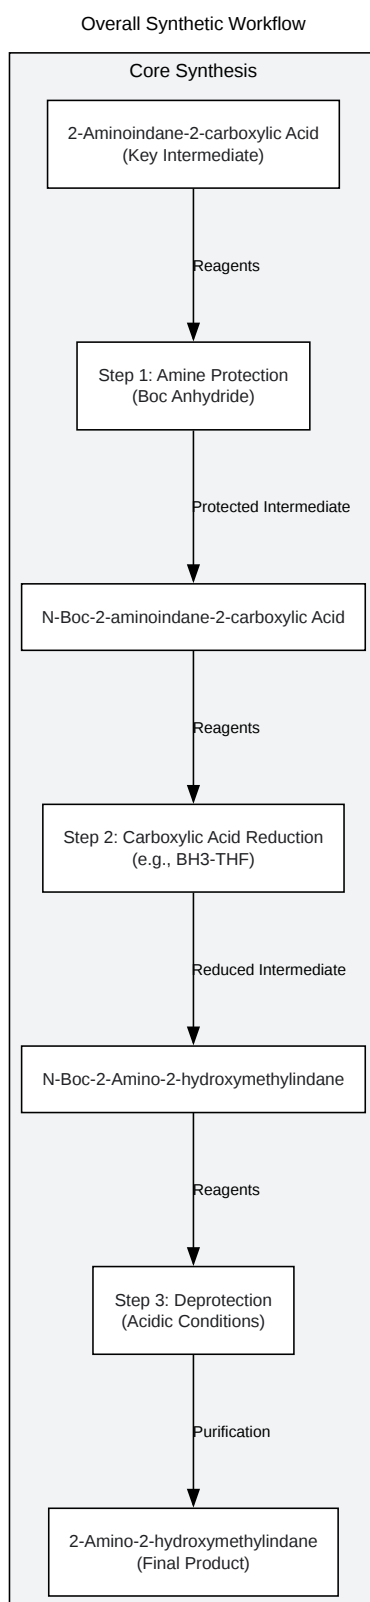 Overall Synthetic Workflow
Core Synthesis
2-Aminoindane-2-carboxylic Acid
(Key Intermediate)
Reagents
Step 1: Amine Protection
(Boc Anhydride)
Protected Intermediate
N-Boc-2-aminoindane-2-carboxylic Acid
Reagents
Step 2: Carboxylic Acid Reduction
(e.g., BH3-THF)
Reduced Intermediate
N-Boc-2-Amino-2-hydroxymethylindane
Reagents
Step 3: Deprotection
(Acidic Conditions)
Purification
2-Amino-2-hydroxymethylindane
(Final Product)